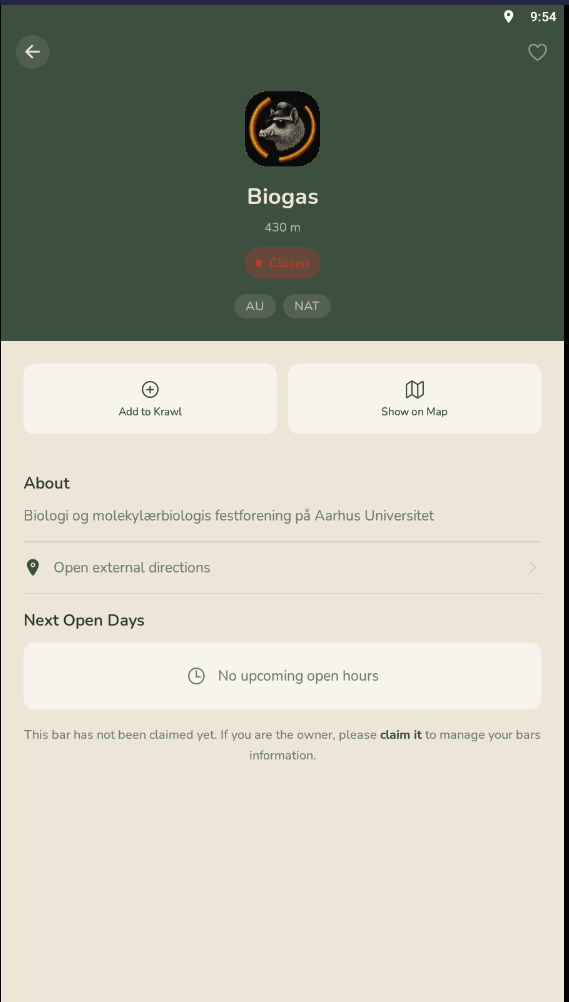 9:54
Biogas
430 m
Closed
AU NAT
Add to Krawl Show on Map
About
Biologi og molekylærbiologis festforening på Aarhus Universitet
Open external directions
Next Open Days
No upcoming open hours
This bar has not been claimed yet. If you are the owner, please claim it to manage your bars
information.